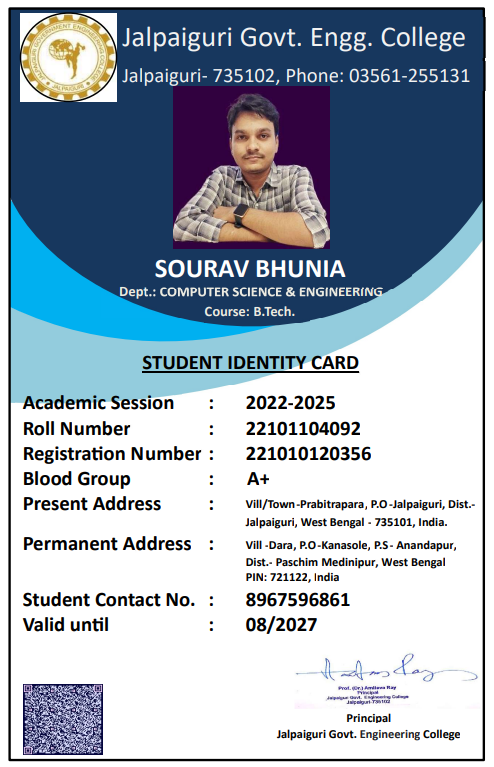 Jalpaiguri Govt. Engg. College
Jalpaiguri- 735102, Phone: 03561-255131
SOURAV BHUNIA
Dept.: COMPUTER SCIENCE & ENGINEERING
Course: B.Tech.
STUDENT IDENTITY CARD
Academic Session : 2022-2025
Roll Number : 22101104092
Registration Number : 221010120356
Blood Group : A+
Present Address : Vill/Town-Prabitrapara, P.O-Jalpaiguri, Dist.-
Jalpaiguri, West Bengal - 735101, India.
Permanent Address : Vill -Dara, P.O-Kanasole, P.S- Anandapur,
Dist.- Paschim Medinipur, West Bengal
PIN: 721122, India
Student Contact No. : 8967596861
Valid until : 08/2027
Prof. (Dr.) Amitava Ray
Principal
Jalpaiguri Govt. Engineering College
Jalpaiguri-735102
Principal
Jalpaiguri Govt. Engineering College